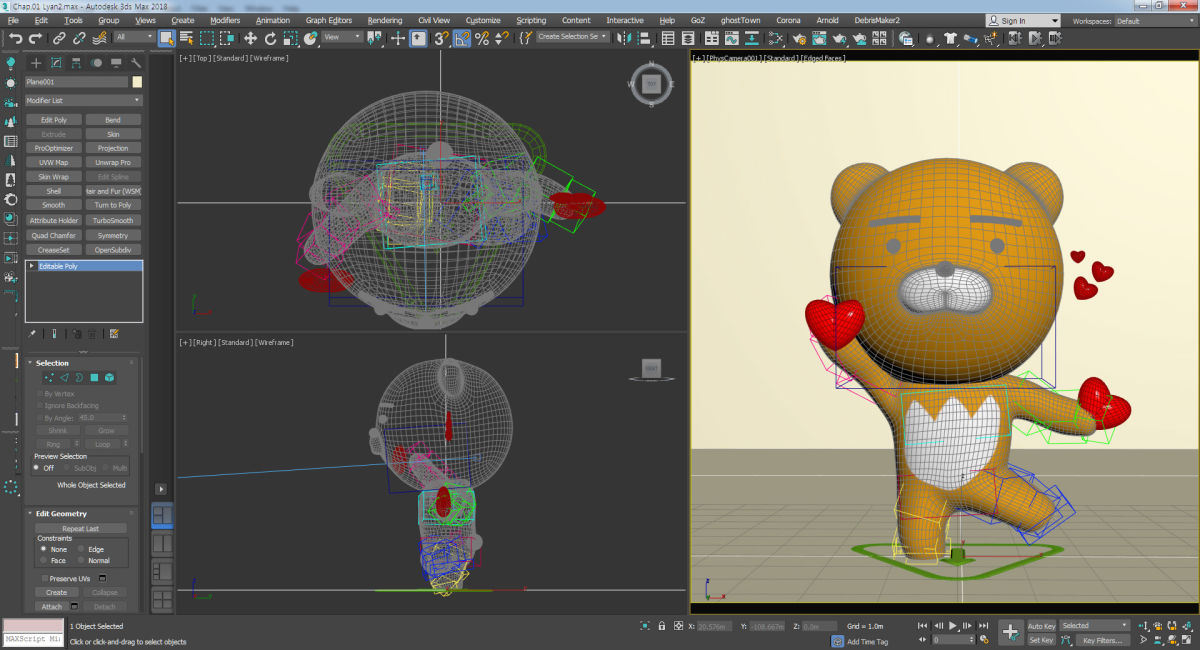 Chap.01 Lyan2.max - Autodesk 3ds Max 2018
File Edit Tools Group Views Create Modifiers Animation Graph Editors Rendering Civil View Customize Scripting Content Interactive Help GoZ ghostTown Corona Arnold DebrisMaker2 Sign In Workspaces: Default
All View Create Selection Se
[+][Top][Standard][Wireframe]
[+][PhysCamera001][Standard][Edged Faces]
N
W TOP E
S
Plane001
Modifier List
Edit Poly Bend
Extrude Skin
ProOptimizer Projection
UVW Map Unwrap Pro
Skin Wrap Edit Spline
Shell Hair and Fur (WSM)
Smooth Turn to Poly
Attribute Holder TurboSmooth
Quad Chamfer Symmetry
CreaseSet OpenSubdiv
Editable Poly
[+][Right][Standard][Wireframe]
RIGHT
Selection
By Vertex
Ignore Backfacing
By Angle: 45.0
Shrink Grow
Ring Loop
Preview Selection
Off SubObj Multi
Whole Object Selected
Edit Geometry
Repeat Last
Constraints
None Edge
Face Normal
Preserve UVs
Create Collapse
Attach Detach
1 Object Selected
MAXScript Mi
Click or click-and-drag to select objects
X: 20.576m Y: -108.667m Z: 0.0m Grid = 1.0m
Add Time Tag
0
Auto Key Selected
Set Key Key Filters...